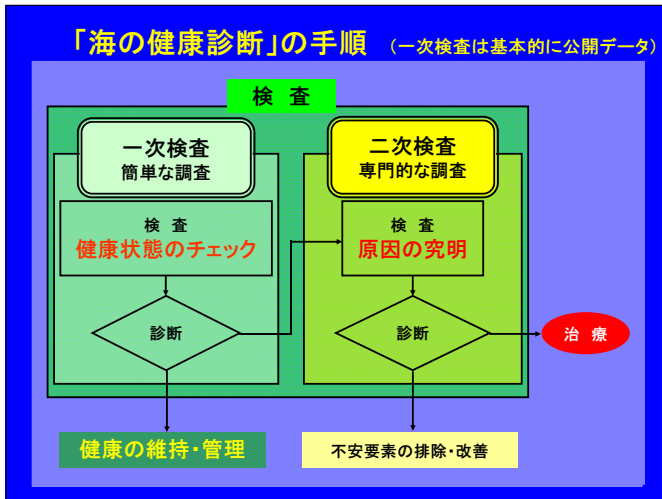 「海の健康診断」の手順 (一次検査は基本的に公開データ)
検 査
一次検査
簡単な調査
二次検査
専門的な調査
検 査
健康状態のチェック
検 査
原因の究明
診断
診断
治 療
健康の維持・管理
不安要素の排除・改善